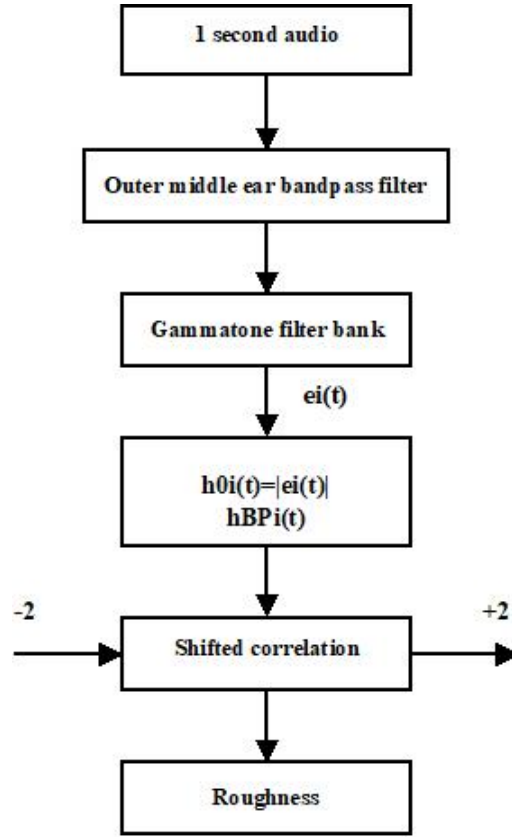 1 second audio
Outer middle ear bandpass filter
Gammatone filter bank
ei(t)
h0i(t)=|ei(t)|
hBPi(t)
-2
+2
Shifted correlation
Roughness